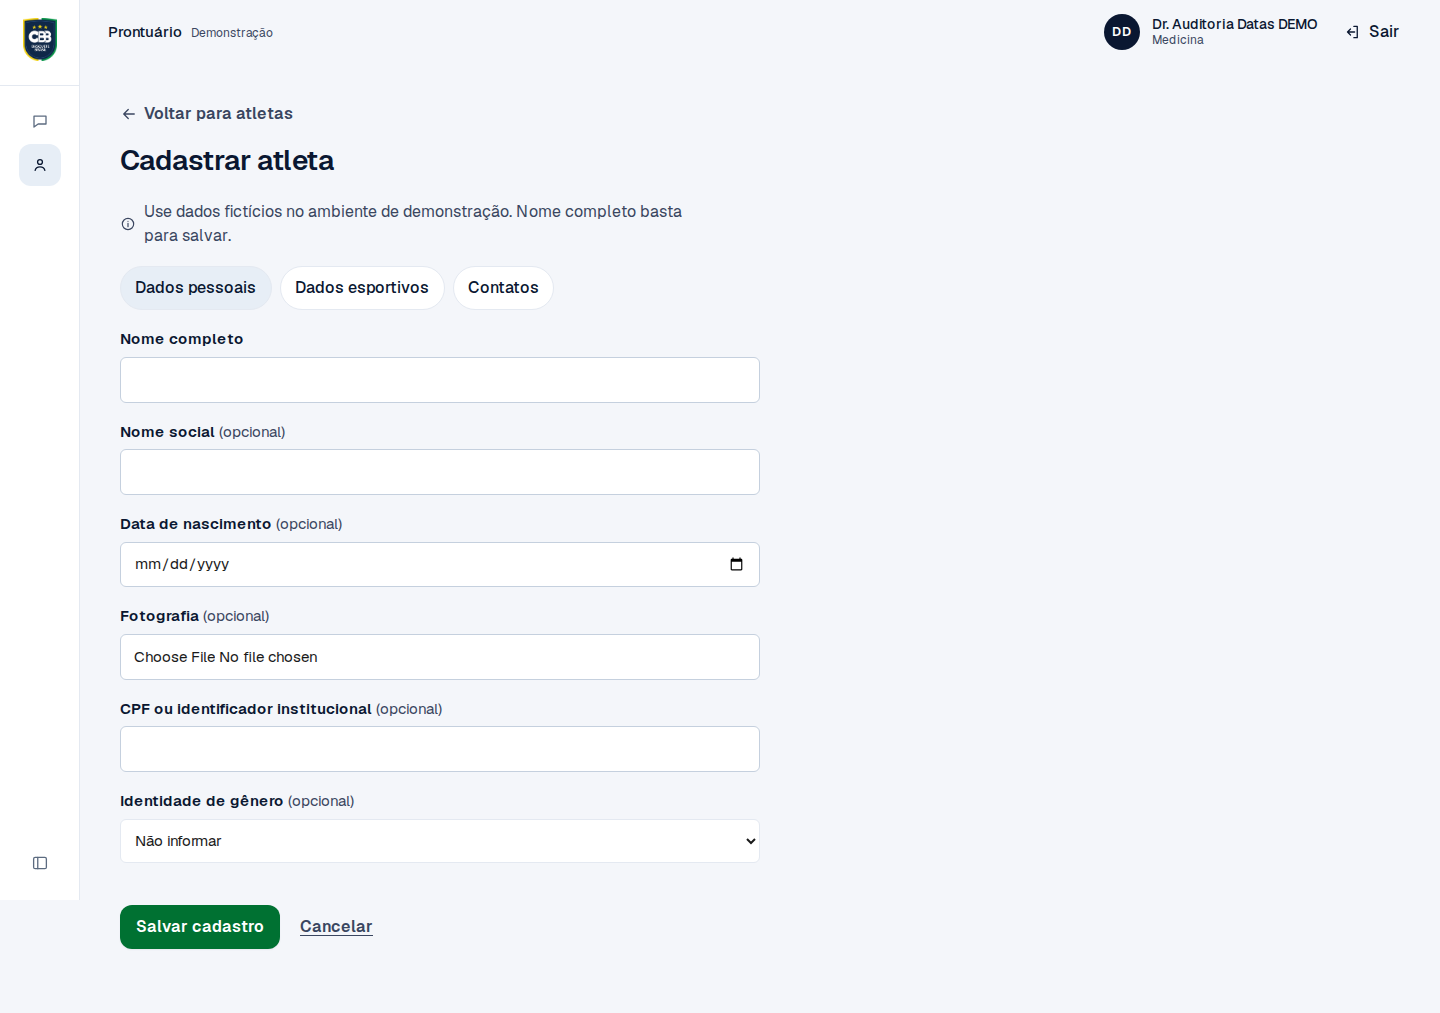 CBB
Prontuário Demonstração
DD
Dr. Auditoria Datas DEMO
Medicina
Sair
Voltar para atletas
Cadastrar atleta
Use dados fictícios no ambiente de demonstração. Nome completo basta
para salvar.
Dados pessoais Dados esportivos Contatos
Nome completo
Nome social (opcional)
Data de nascimento (opcional)
mm/dd/yyyy
Fotografia (opcional)
Choose File No file chosen
CPF ou identificador institucional (opcional)
Identidade de gênero (opcional)
Não informar
Salvar cadastro Cancelar